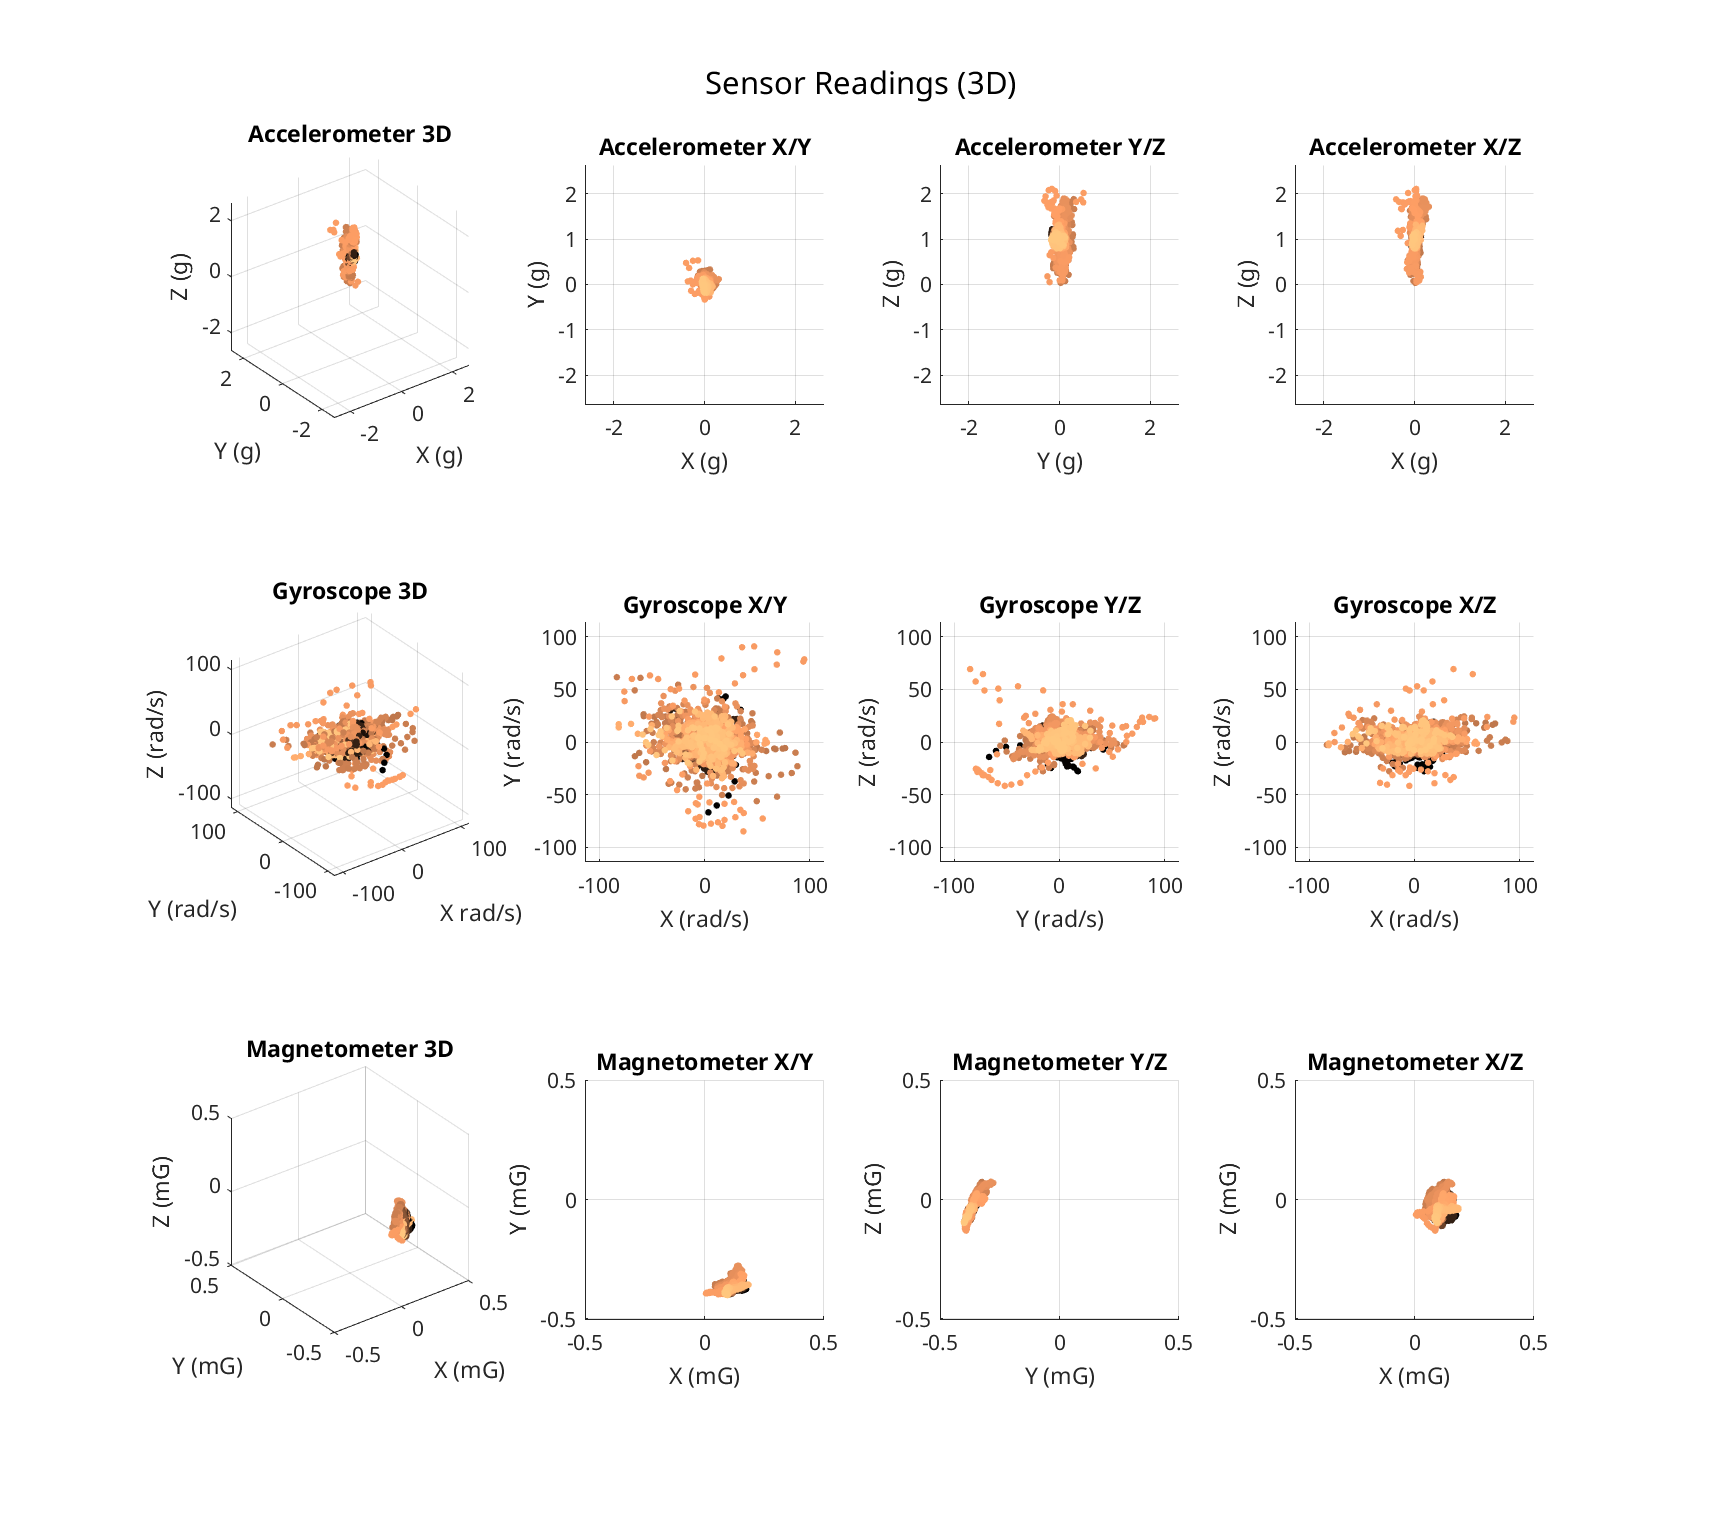 Sensor Readings (3D)
Accelerometer 3D
2
0
-2
Z (g)
2
0
-2
Y (g)
-2
0
2
X (g)
Accelerometer X/Y
2
1
0
-1
-2
Y (g)
-2
0
2
X (g)
Accelerometer Y/Z
2
1
0
-1
-2
Z (g)
-2
0
2
Y (g)
Accelerometer X/Z
2
1
0
-1
-2
Z (g)
-2
0
2
X (g)
Gyroscope 3D
100
0
-100
Z (rad/s)
100
0
-100
Y (rad/s)
-100
0
100
X rad/s)
Gyroscope X/Y
100
50
0
-50
-100
Y (rad/s)
-100
0
100
X (rad/s)
Gyroscope Y/Z
100
50
0
-50
-100
Z (rad/s)
-100
0
100
Y (rad/s)
Gyroscope X/Z
100
50
0
-50
-100
Z (rad/s)
-100
0
100
X (rad/s)
Magnetometer 3D
0.5
0
-0.5
Z (mG)
0.5
0
-0.5
Y (mG)
-0.5
0
0.5
X (mG)
Magnetometer X/Y
0.5
0
-0.5
Y (mG)
-0.5
0
0.5
X (mG)
Magnetometer Y/Z
0.5
0
-0.5
Z (mG)
-0.5
0
0.5
Y (mG)
Magnetometer X/Z
0.5
0
-0.5
Z (mG)
-0.5
0
0.5
X (mG)